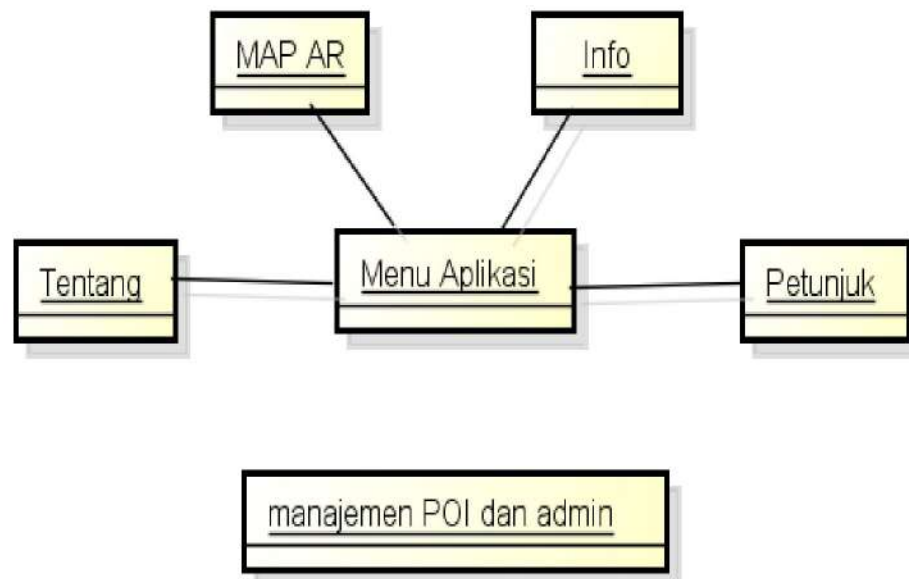 MAP AR
Info
Tentang
Menu Aplikasi
Petunjuk
manajemen POI dan admin